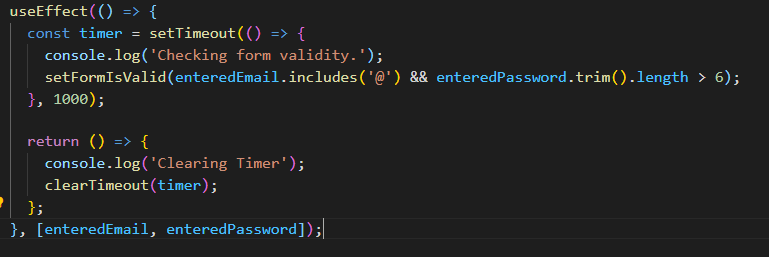 useEffect(() => {
  const timer = setTimeout(() => {
    console.log('Checking form validity.');
    setFormIsValid(enteredEmail.includes('@') && enteredPassword.trim().length > 6);
  }, 1000);

  return () => {
    console.log('Clearing Timer');
    clearTimeout(timer);
  };
}, [enteredEmail, enteredPassword]);